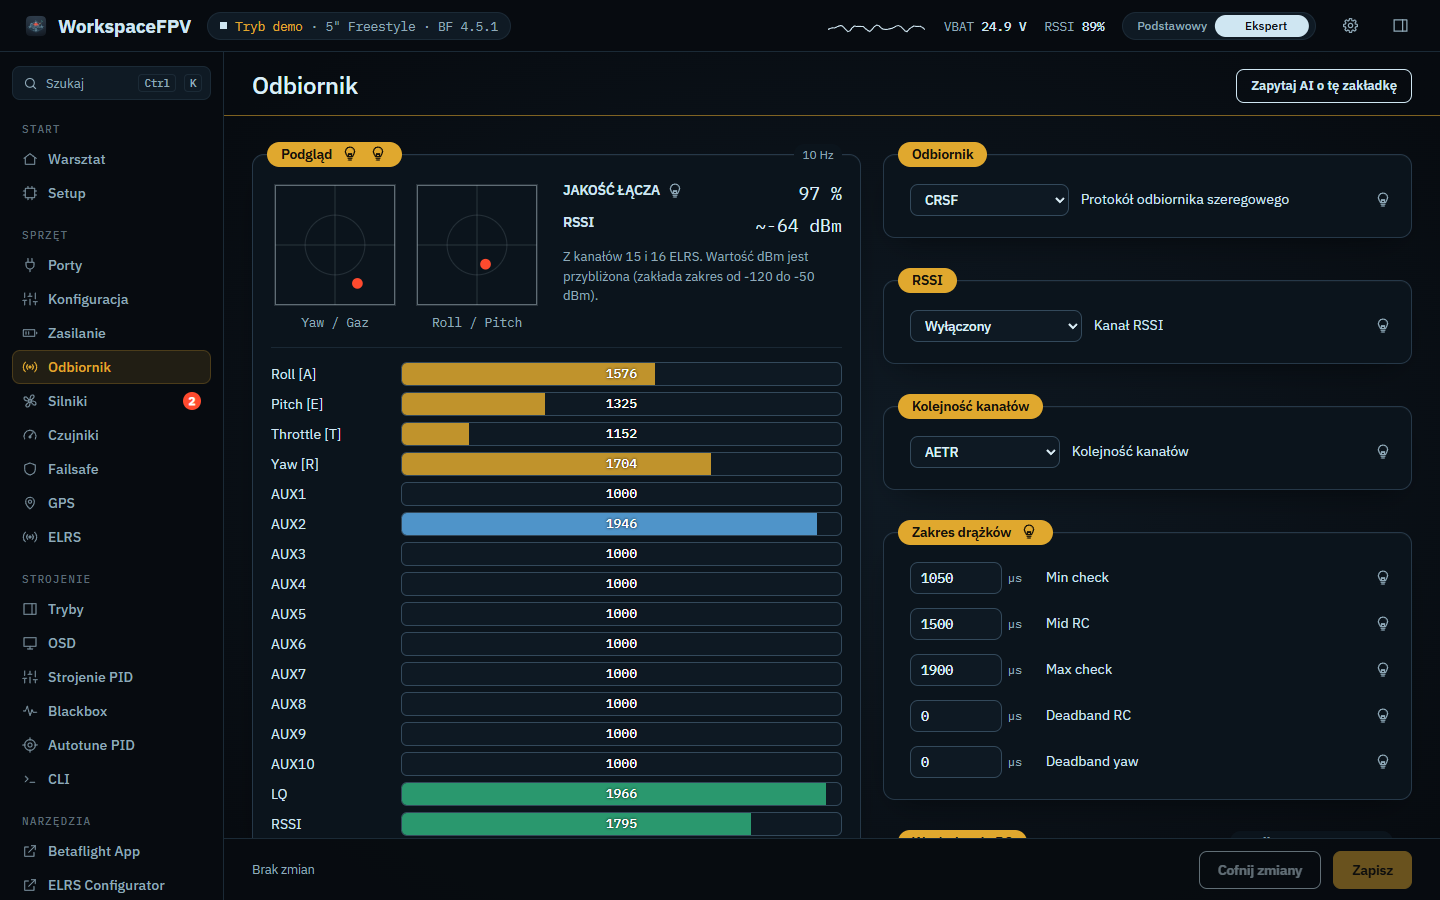 WorkspaceFPV
Tryb demo · 5" Freestyle · BF 4.5.1
VBAT 24.9 V
RSSI 89%
Podstawowy
Ekspert
Szukaj
Ctrl
K
START
Warsztat
Setup
SPRZĘT
Porty
Konfiguracja
Zasilanie
Odbiornik
Silniki
2
Czujniki
Failsafe
GPS
ELRS
STROJENIE
Tryby
OSD
Strojenie PID
Blackbox
Autotune PID
CLI
NARZĘDZIA
Betaflight App
ELRS Configurator
Odbiornik
Zapytaj AI o tę zakładkę
Podgląd
10 Hz
Yaw / Gaz
Roll / Pitch
JAKOŚĆ ŁĄCZA
97 %
RSSI
~-64 dBm
Z kanałów 15 i 16 ELRS. Wartość dBm jest
przybliżona (zakłada zakres od -120 do -50
dBm).
Roll [A]
1576
Pitch [E]
1325
Throttle [T]
1152
Yaw [R]
1704
AUX1
1000
AUX2
1946
AUX3
1000
AUX4
1000
AUX5
1000
AUX6
1000
AUX7
1000
AUX8
1000
AUX9
1000
AUX10
1000
LQ
1966
RSSI
1795
Odbiornik
CRSF
Protokół odbiornika szeregowego
RSSI
Wyłączony
Kanał RSSI
Kolejność kanałów
AETR
Kolejność kanałów
Zakres drążków
1050 µs Min check
1500 µs Mid RC
1900 µs Max check
0 µs Deadband RC
0 µs Deadband yaw
Brak zmian
Cofnij zmiany
Zapisz